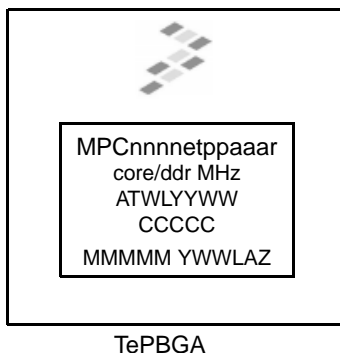 MPCnnnnetppaaar
core/ddr MHz
ATWLYYWW
CCCCC
MMMMM YWWLAZ
TePBGA